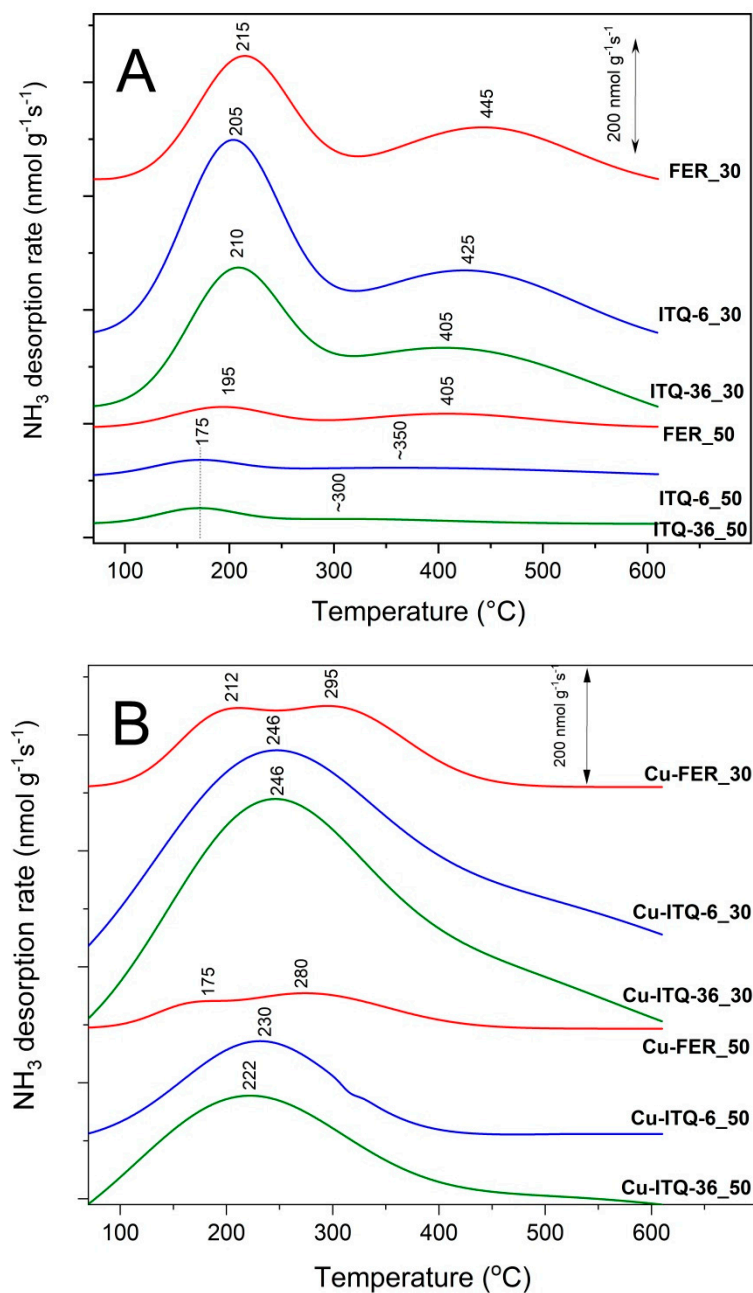 A
215
445
200 nmol g⁻¹s⁻¹
FER_30
205
425
ITQ-6_30
210
405
ITQ-36_30
195
405
FER_50
175
~350
ITQ-6_50
~300
ITQ-36_50
NH₃ desorption rate (nmol g⁻¹s⁻¹)
100 200 300 400 500 600
Temperature (°C)
B
212
295
200 nmol g⁻¹s⁻¹
Cu-FER_30
246
246
Cu-ITQ-6_30
Cu-ITQ-36_30
175
280
Cu-FER_50
230
Cu-ITQ-6_50
222
Cu-ITQ-36_50
NH₃ desorption rate (nmol g⁻¹s⁻¹)
100 200 300 400 500 600
Temperature (°C)